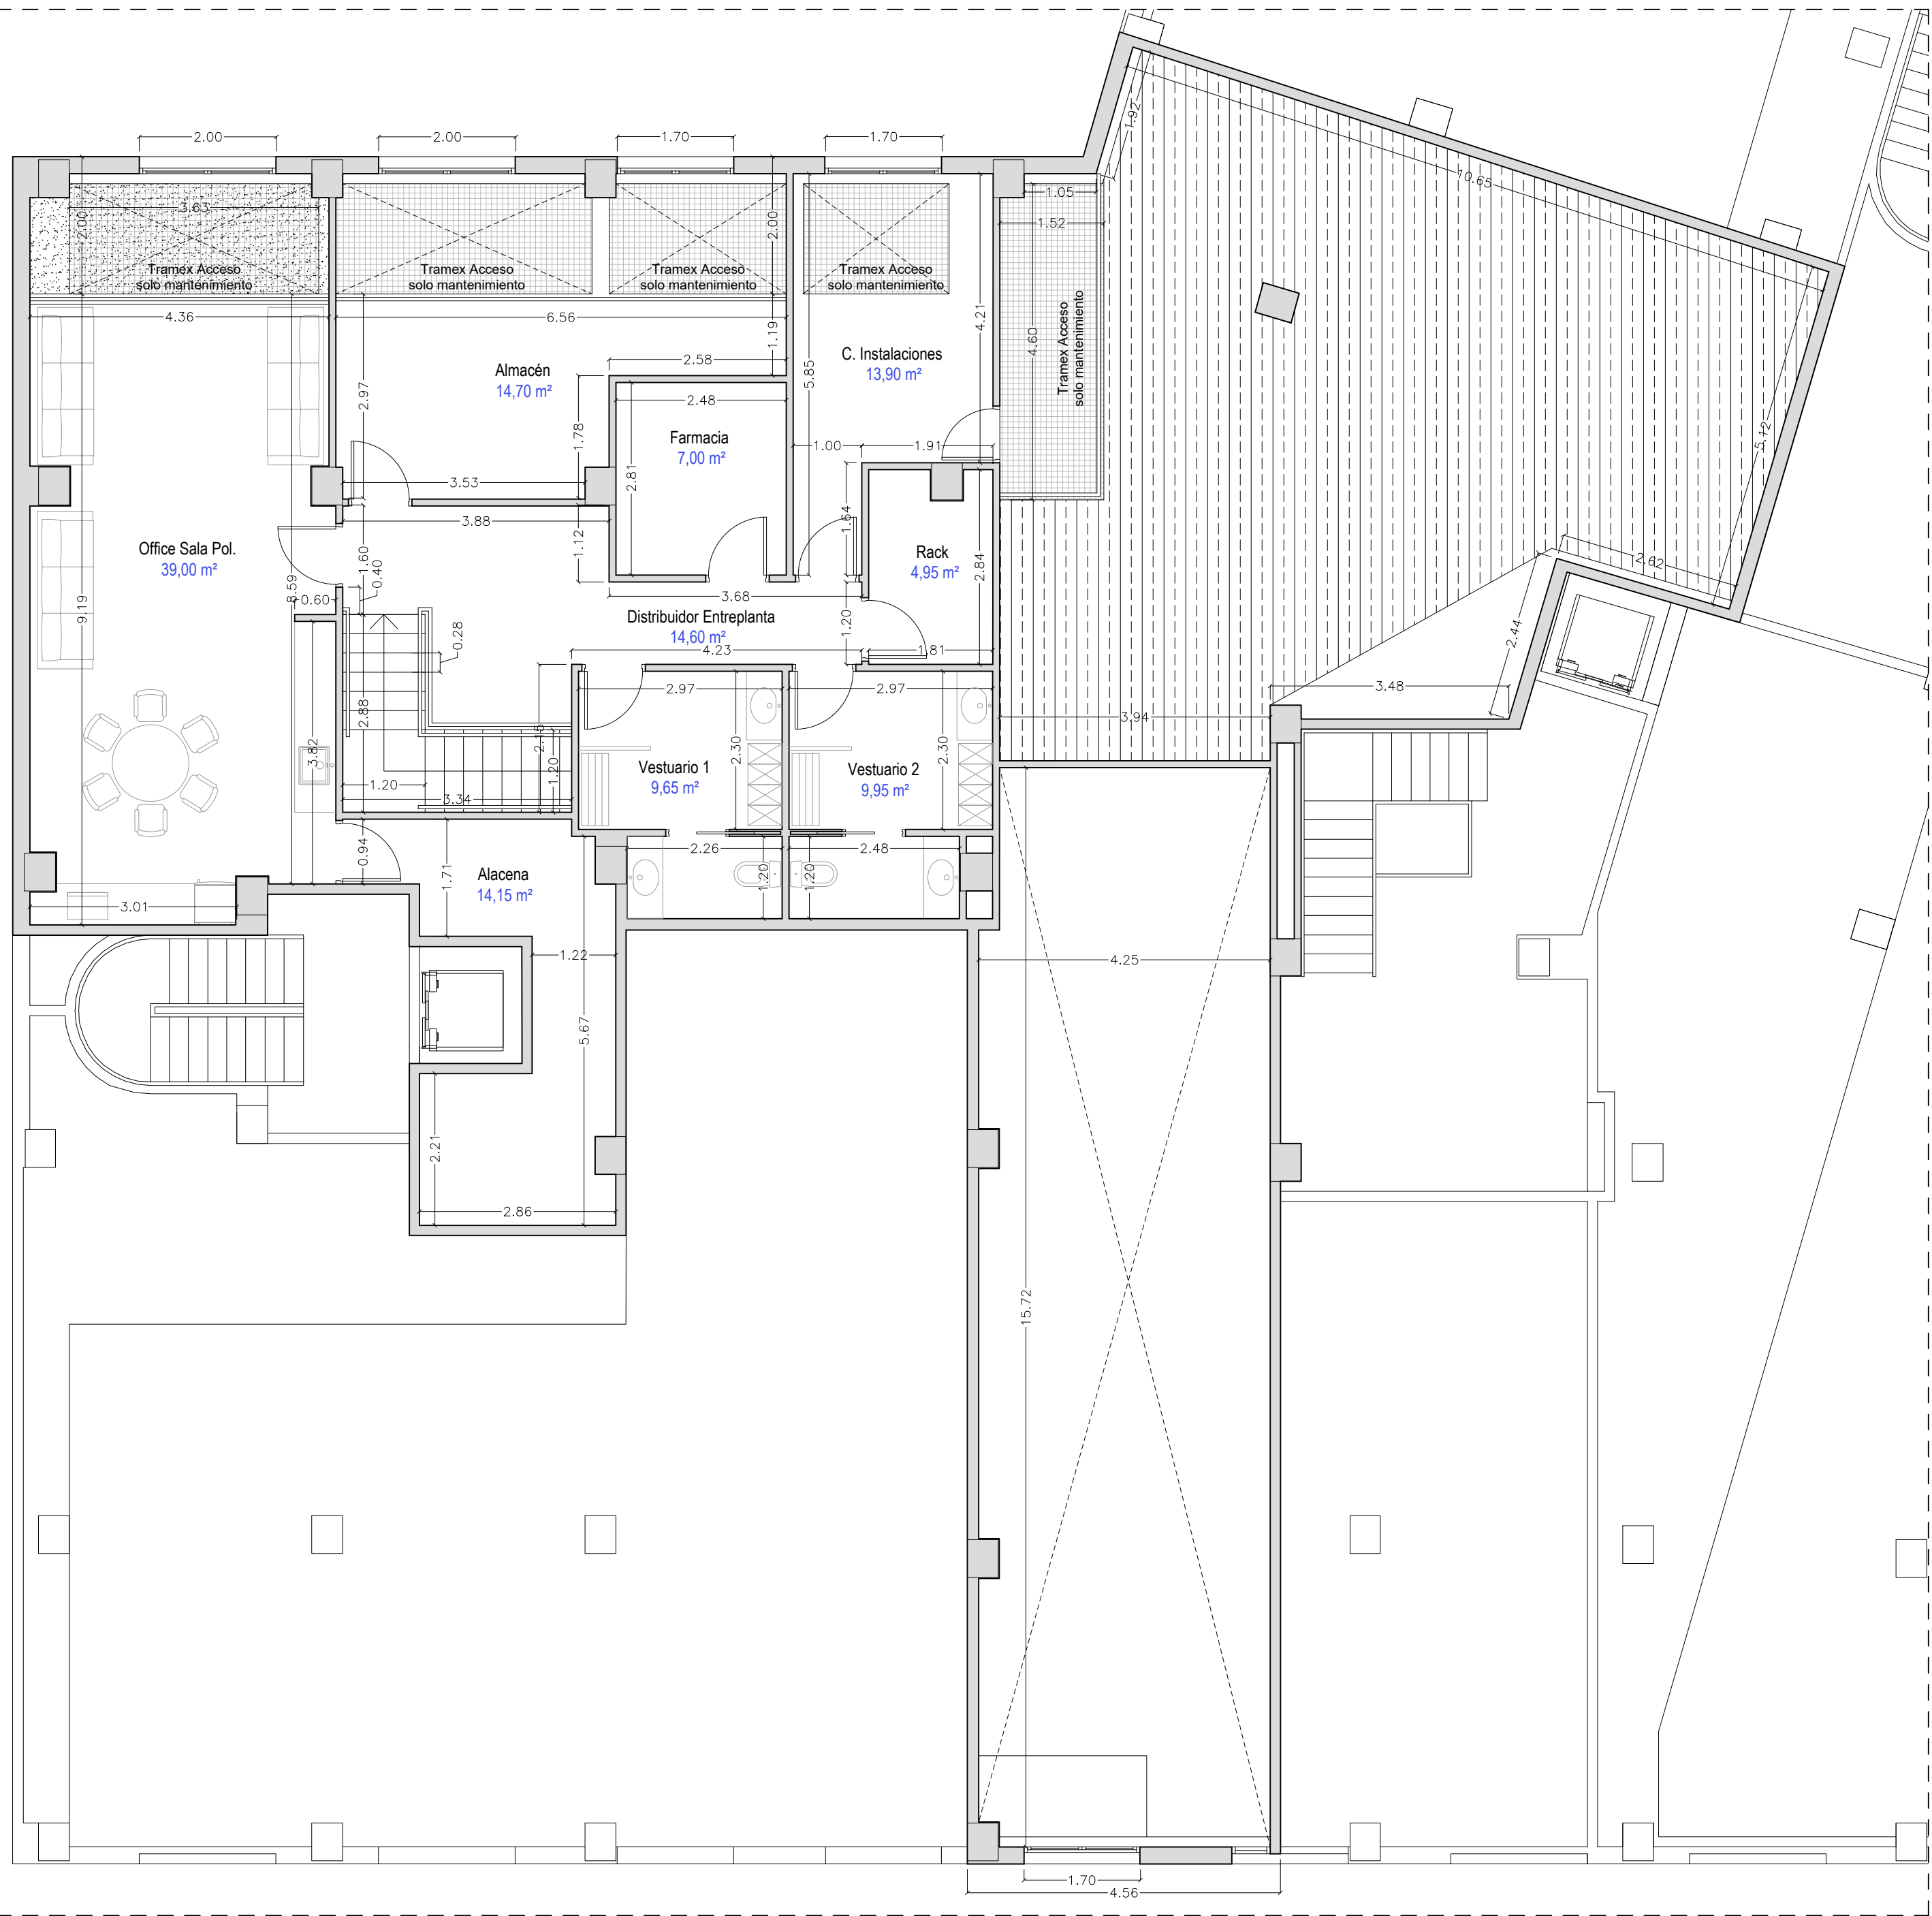 2.00
2.00
1.70
1.70
1.92
10.65
3.63
2.00
2.00
1.05
1.52
Tramex Acceso
solo mantenimiento
Tramex Acceso
solo mantenimiento
Tramex Acceso
solo mantenimiento
Tramex Acceso
solo mantenimiento
Tramex Acceso
solo mantenimiento
4.36
6.56
4.21
4.60
1.19
2.58
5.85
C. Instalaciones
13,90 m²
Almacén
14,70 m²
2.97
2.48
1.78
Farmacia
7,00 m²
2.81
1.00
1.91
5.12
3.53
3.88
1.12
1.64
Office Sala Pol.
39,00 m²
1.60
0.40
8.59
0.60
9.19
Rack
4,95 m²
2.84
2.62
3.68
Distribuidor Entreplanta
14,60 m²
1.20
0.28
4.23
1.81
2.44
2.97
2.97
3.48
2.88
3.94
2.15
3.82
2.30
2.30
1.20
1.20
3.34
Vestuario 1
9,65 m²
Vestuario 2
9,95 m²
0.94
1.71
2.26
2.48
1.20
1.20
Alacena
14,15 m²
3.01
1.22
4.25
5.67
2.21
2.86
15.72
1.70
4.56